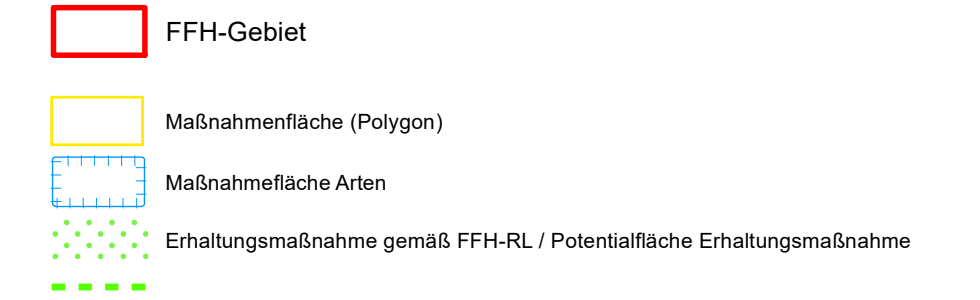 FFH-Gebiet
Maßnahmenfläche (Polygon)
Maßnahmefläche Arten
Erhaltungsmaßnahme gemäß FFH-RL / Potentialfläche Erhaltungsmaßnahme